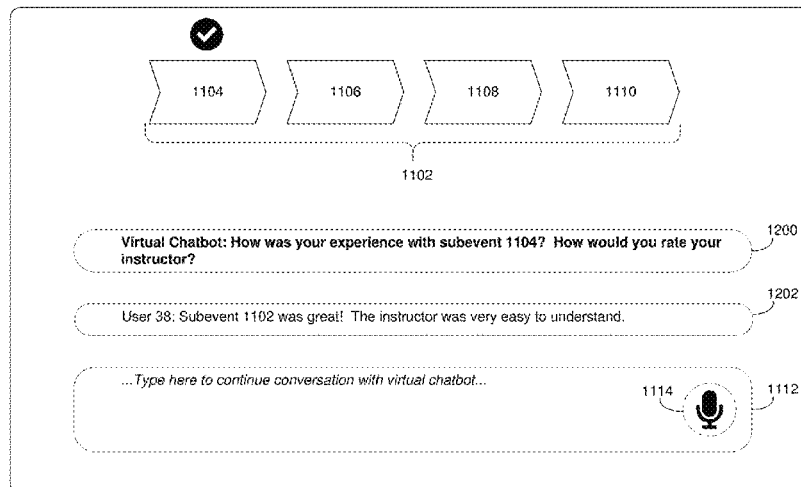 1104 1106 1108 1110
1102
1200
Virtual Chatbot: How was your experience with subevent 1104? How would you rate your
instructor?
1202
User 38: Subevent 1102 was great! The instructor was very easy to understand.
...Type here to continue conversation with virtual chatbot...
1114 1112